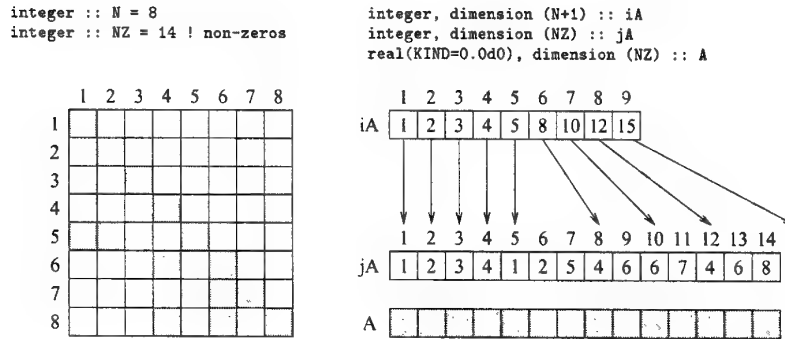 integer :: N = 8
integer :: NZ = 14 ! non-zeros
integer, dimension (N+1) :: iA
integer, dimension (NZ) :: jA
real(KIND=0.0d0), dimension (NZ) :: A
1 2 3 4 5 6 7 8
1
2
3
4
5
6
7
8
1 2 3 4 5 6 7 8 9
iA 1 2 3 4 5 8 10 12 15
1 2 3 4 5 6 7 8 9 10 11 12 13 14
jA 1 2 3 4 1 2 5 4 6 6 7 4 6 8
A